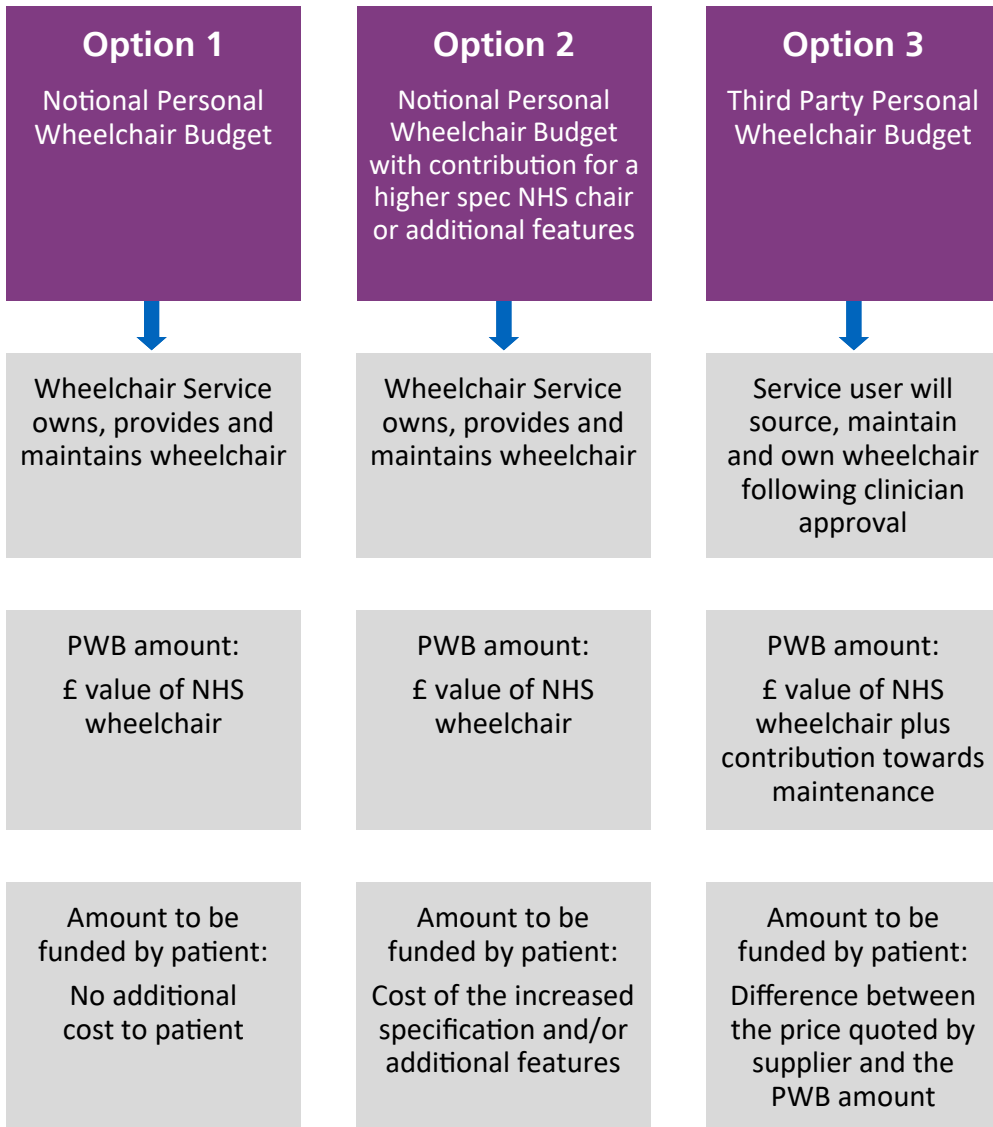 Option 1
Notional Personal
Wheelchair Budget
Option 2
Notional Personal
Wheelchair Budget
with contribution for a
higher spec NHS chair
or additional features
Option 3
Third Party Personal
Wheelchair Budget
Wheelchair Service
owns, provides and
maintains wheelchair
Wheelchair Service
owns, provides and
maintains wheelchair
Service user will
source, maintain
and own wheelchair
following clinician
approval
PWB amount:
£ value of NHS
wheelchair
PWB amount:
£ value of NHS
wheelchair
PWB amount:
£ value of NHS
wheelchair plus
contribution towards
maintenance
Amount to be
funded by patient:
No additional
cost to patient
Amount to be
funded by patient:
Cost of the increased
specification and/or
additional features
Amount to be
funded by patient:
Difference between
the price quoted by
supplier and the
PWB amount